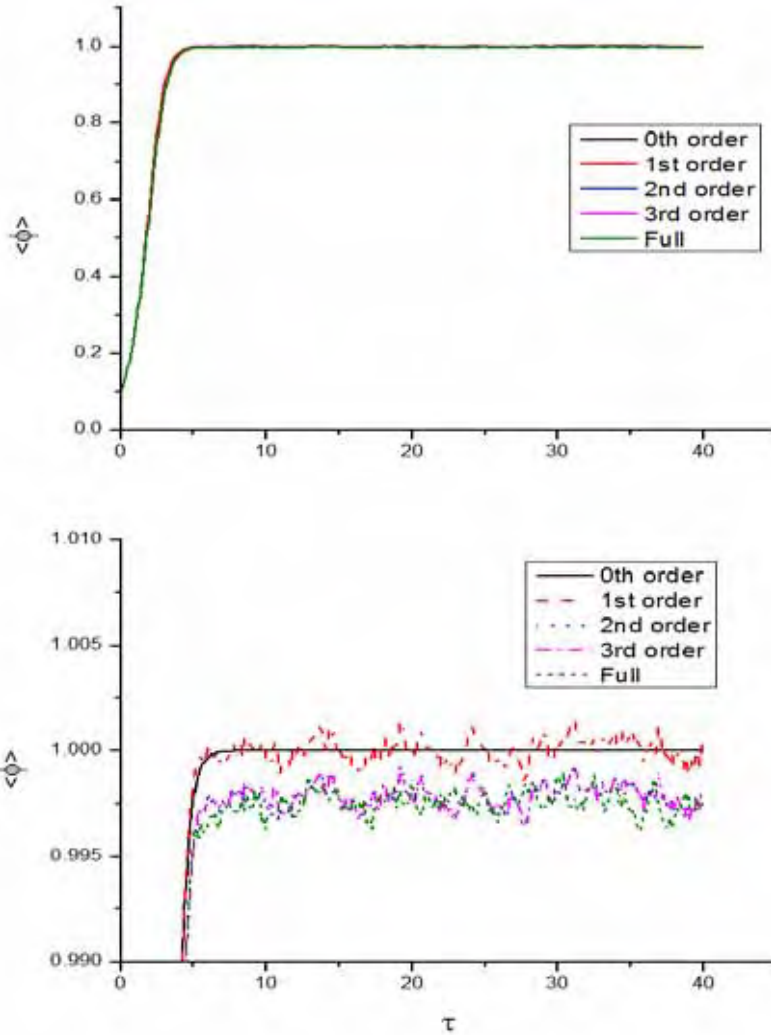 1.0
0.8
0.6
0.4
0.2
0.0
<ϕ>
0 10 20 30 40
0th order
1st order
2nd order
3rd order
Full
1.010
1.005
1.000
0.995
0.990
<ϕ>
0 10 20 30 40
τ
0th order
1st order
2nd order
3rd order
Full